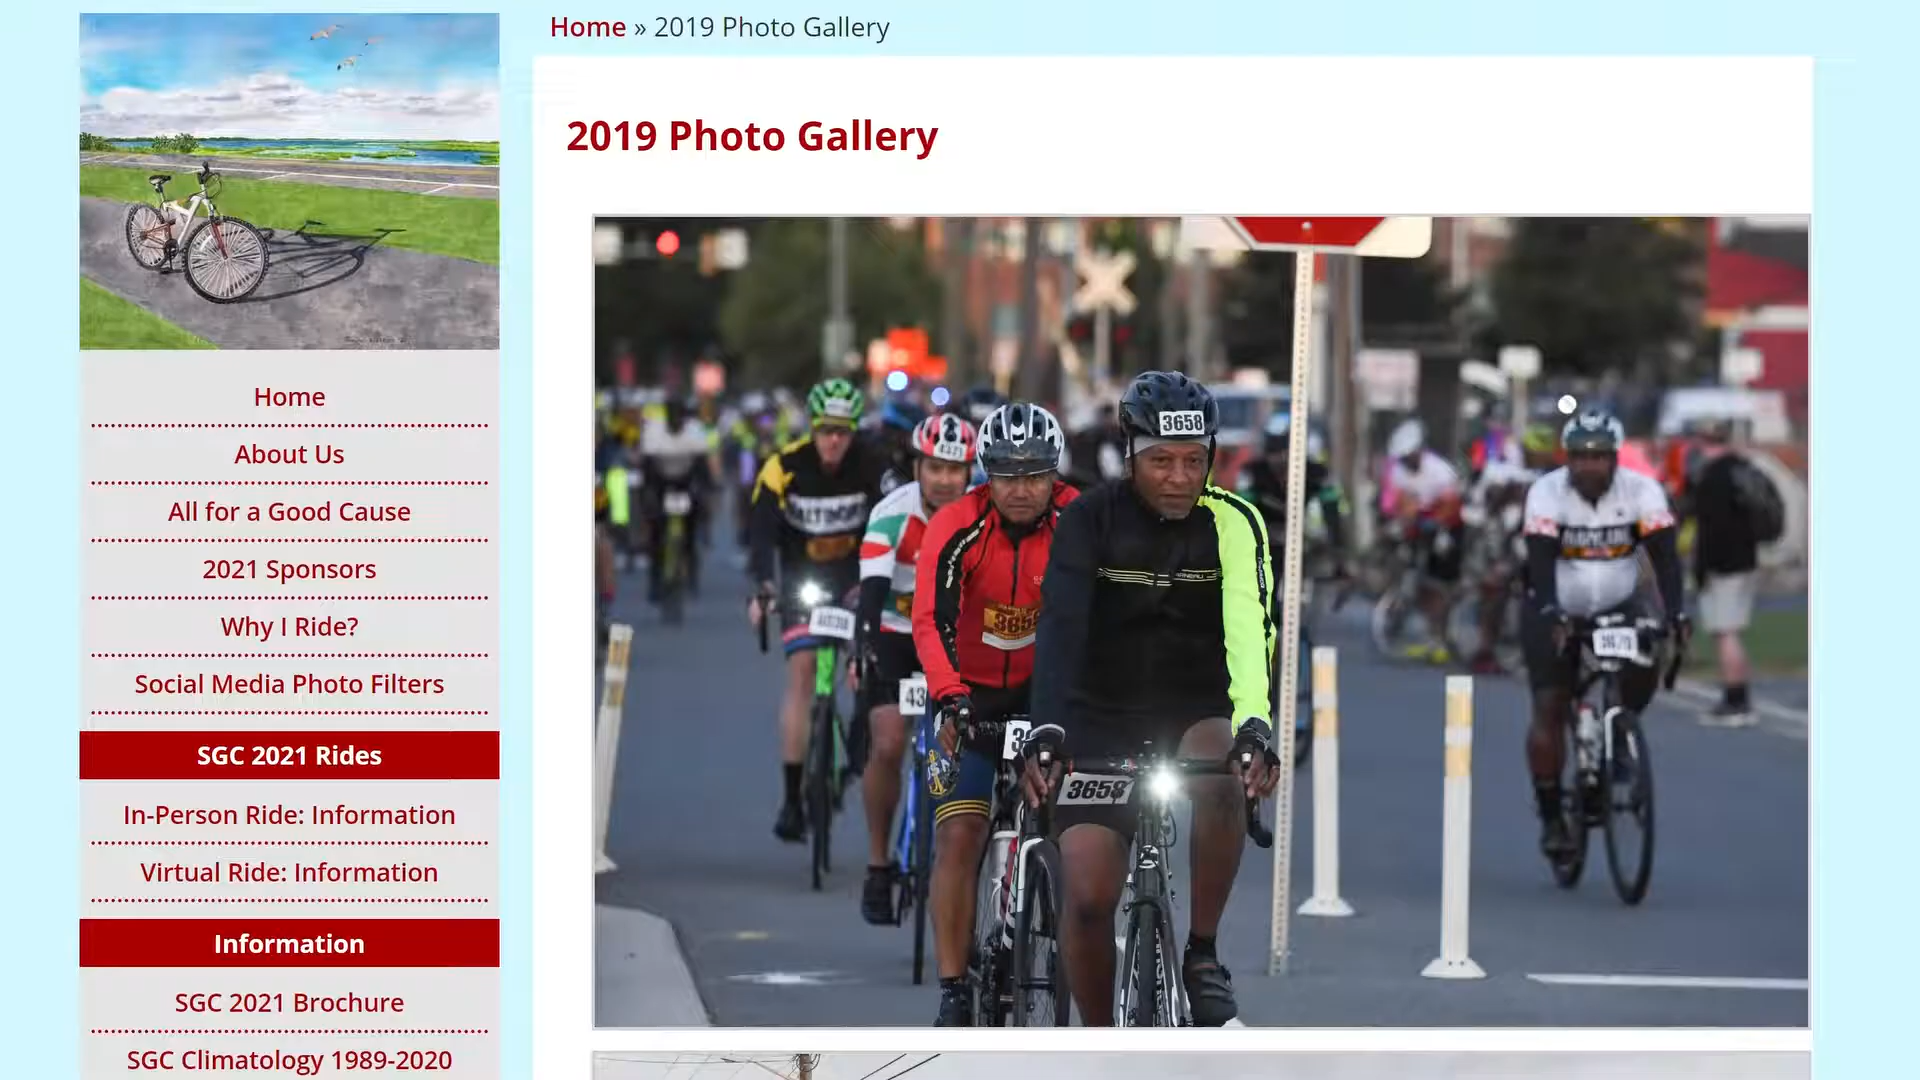 Home » 2019 Photo Gallery
2019 Photo Gallery
Home
About Us
All for a Good Cause
2021 Sponsors
Why I Ride?
Social Media Photo Filters
SGC 2021 Rides
In-Person Ride: Information
Virtual Ride: Information
Information
SGC 2021 Brochure
SGC Climatology 1989-2020
3658
3658
43